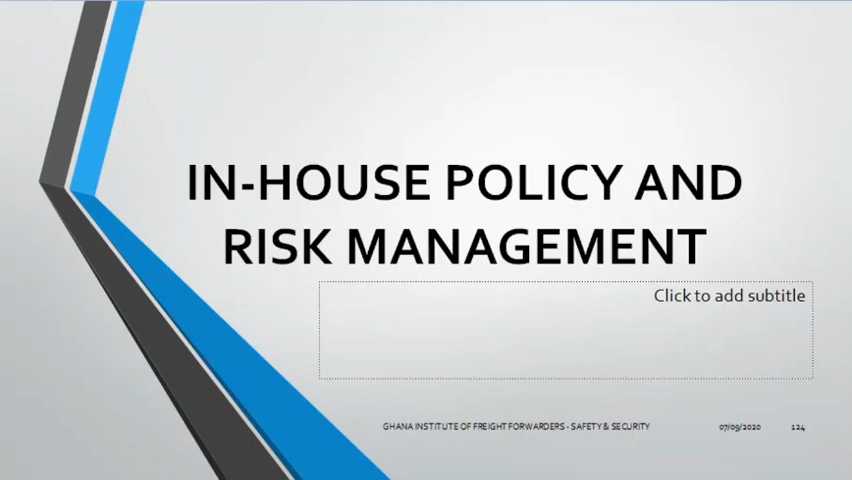 IN-HOUSE POLICY AND
RISK MANAGEMENT
Click to add subtitle
GHANA INSTITUTE OF FREIGHT FORWARDERS - SAFETY & SECURITY 07/09/2020 124